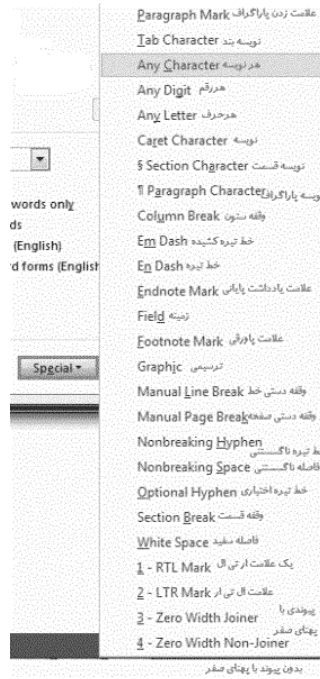 Paragraph Mark علامت زدن پاراگراف
Tab Character نویسه بند
Any Character هر نویسه
Any Digit هررقم
Any Letter هرحرف
Caret Character نویسه
§ Section Character نویسه قسمت
¶ Paragraph Character نویسه پاراگراف
Column Break وقفه ستون
Em Dash خط تیره کشیده
En Dash خط تیره
Endnote Mark علامت یادداشت پایانی
Field زمینه
Footnote Mark علامت پاورقی
Graphic ترسیمی
Manual Line Break وقفه دستی خط
Manual Page Break وقفه دستی صفحه
Nonbreaking Hyphen خط تیره ناگسستنی
Nonbreaking Space فاصله ناگسستنی
Optional Hyphen خط تیره اختیاری
Section Break وقفه قسمت
White Space فاصله سفید
1 - RTL Mark یک علامت ار تی ال
2 - LTR Mark علامت ال تی ار
3 - Zero Width Joiner پیوندی با پهنای صفر
4 - Zero Width Non-Joiner
بدون پیوند با پهنای صفر
words only
ds
(English)
d forms (English
Special